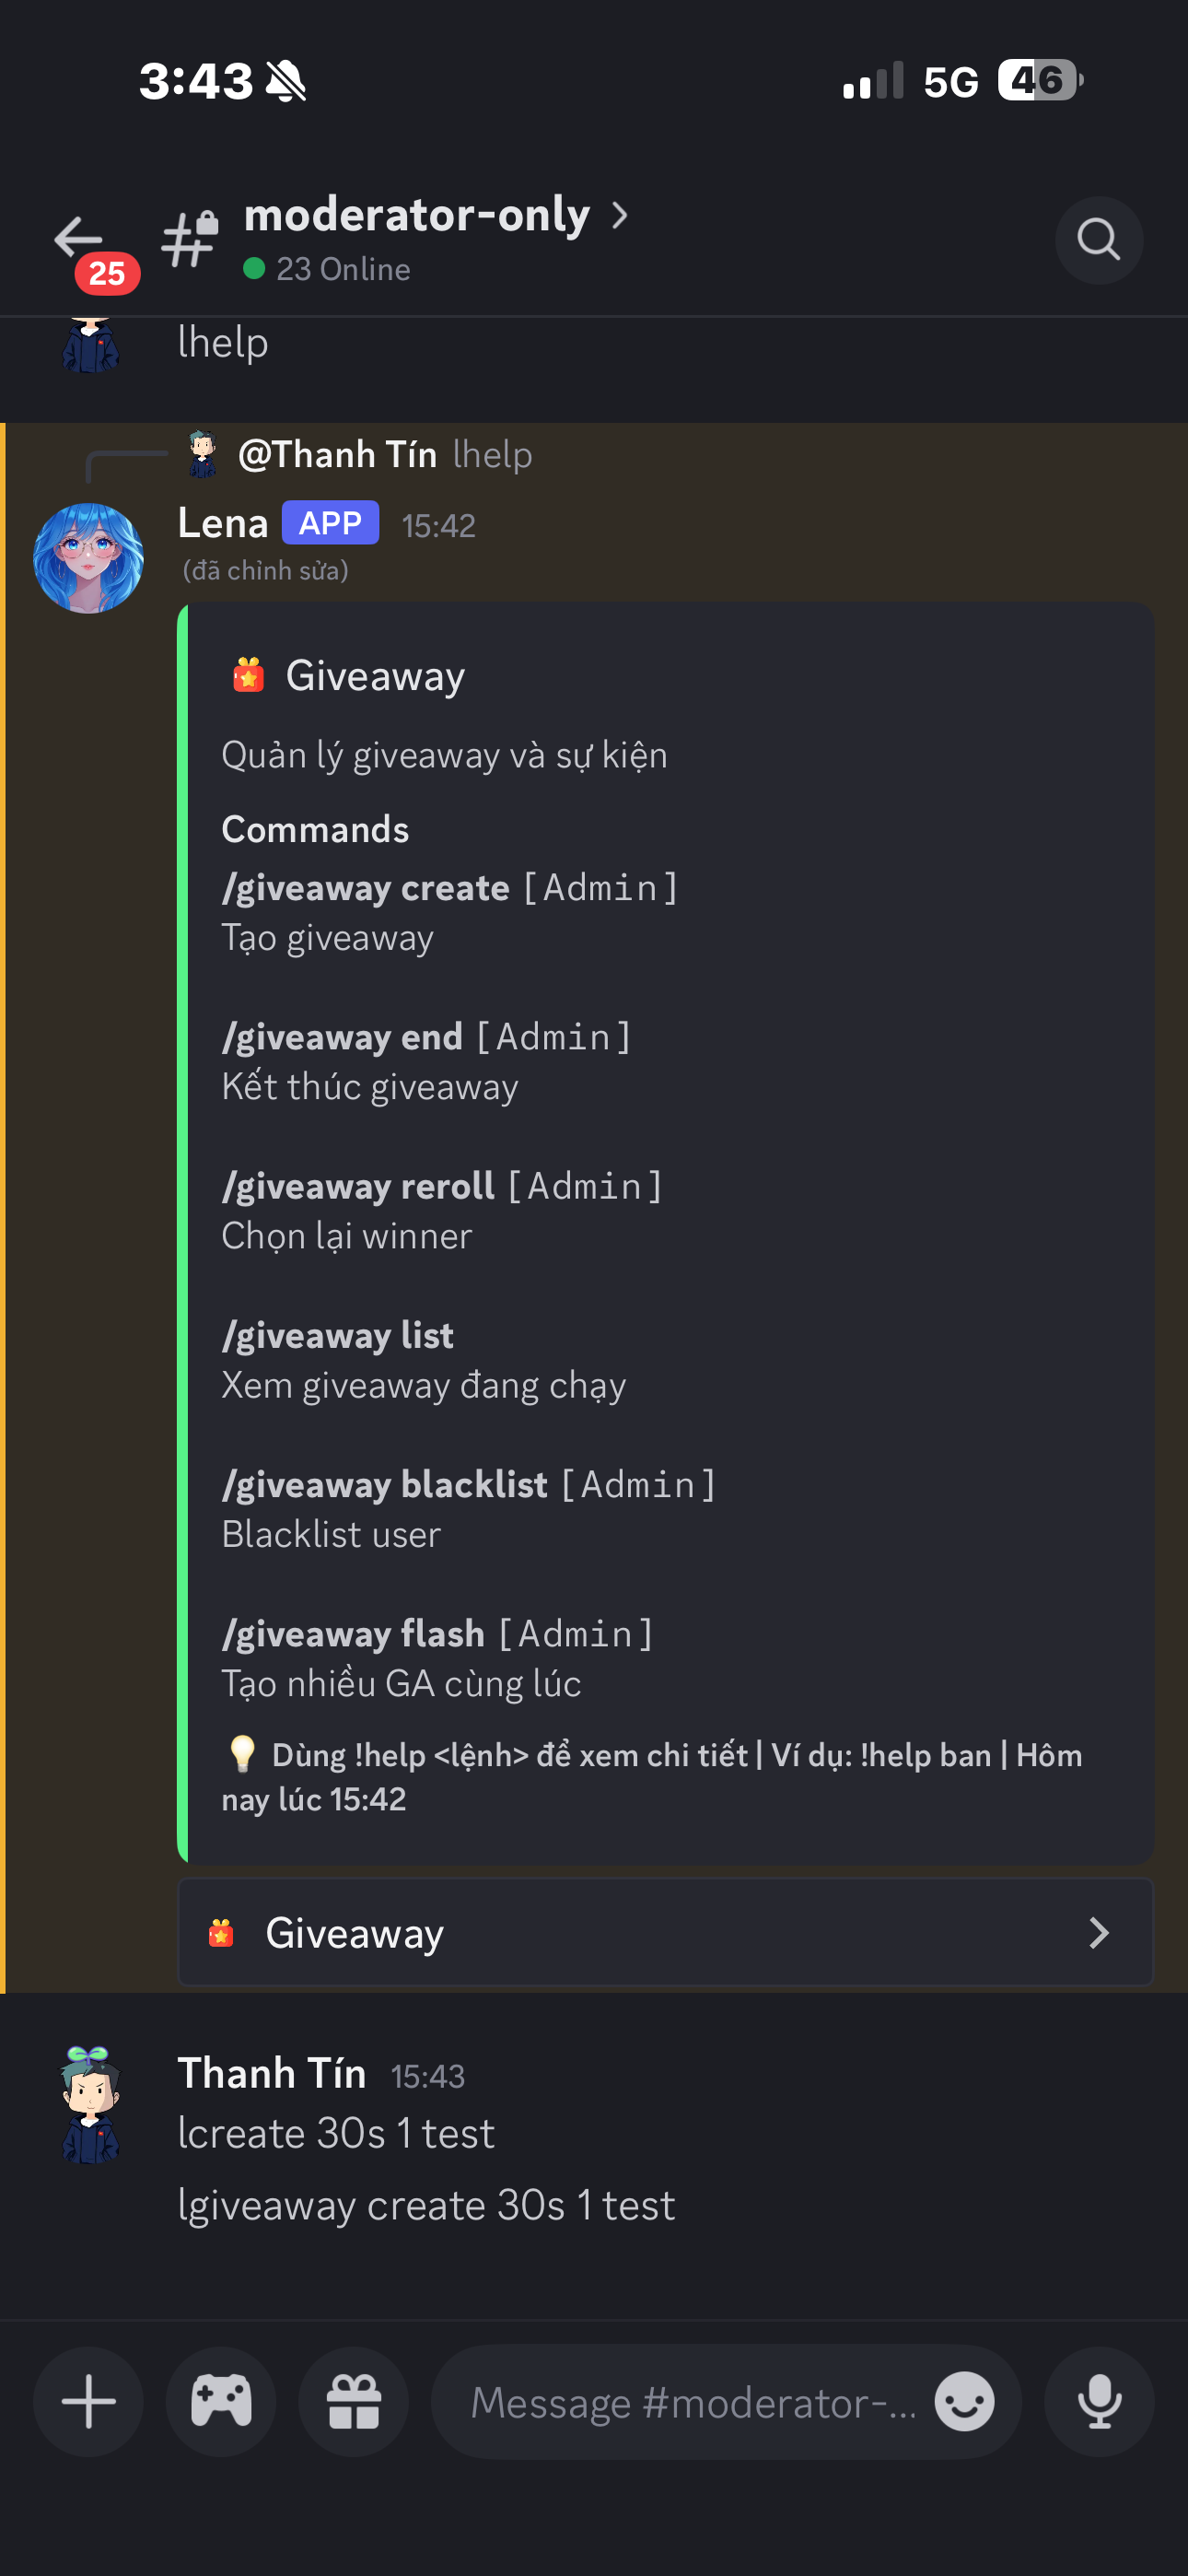 3:43
5G
46
moderator-only
23 Online
25
lhelp
@Thanh Tín lhelp
Lena APP 15:42
(đã chỉnh sửa)
Giveaway
Quản lý giveaway và sự kiện
Commands
/giveaway create [Admin]
Tạo giveaway
/giveaway end [Admin]
Kết thúc giveaway
/giveaway reroll [Admin]
Chọn lại winner
/giveaway list
Xem giveaway đang chạy
/giveaway blacklist [Admin]
Blacklist user
/giveaway flash [Admin]
Tạo nhiều GA cùng lúc
Dùng !help <lệnh> để xem chi tiết | Ví dụ: !help ban | Hôm
nay lúc 15:42
Giveaway
Thanh Tín 15:43
lcreate 30s 1 test
lgiveaway create 30s 1 test
Message #moderator-...